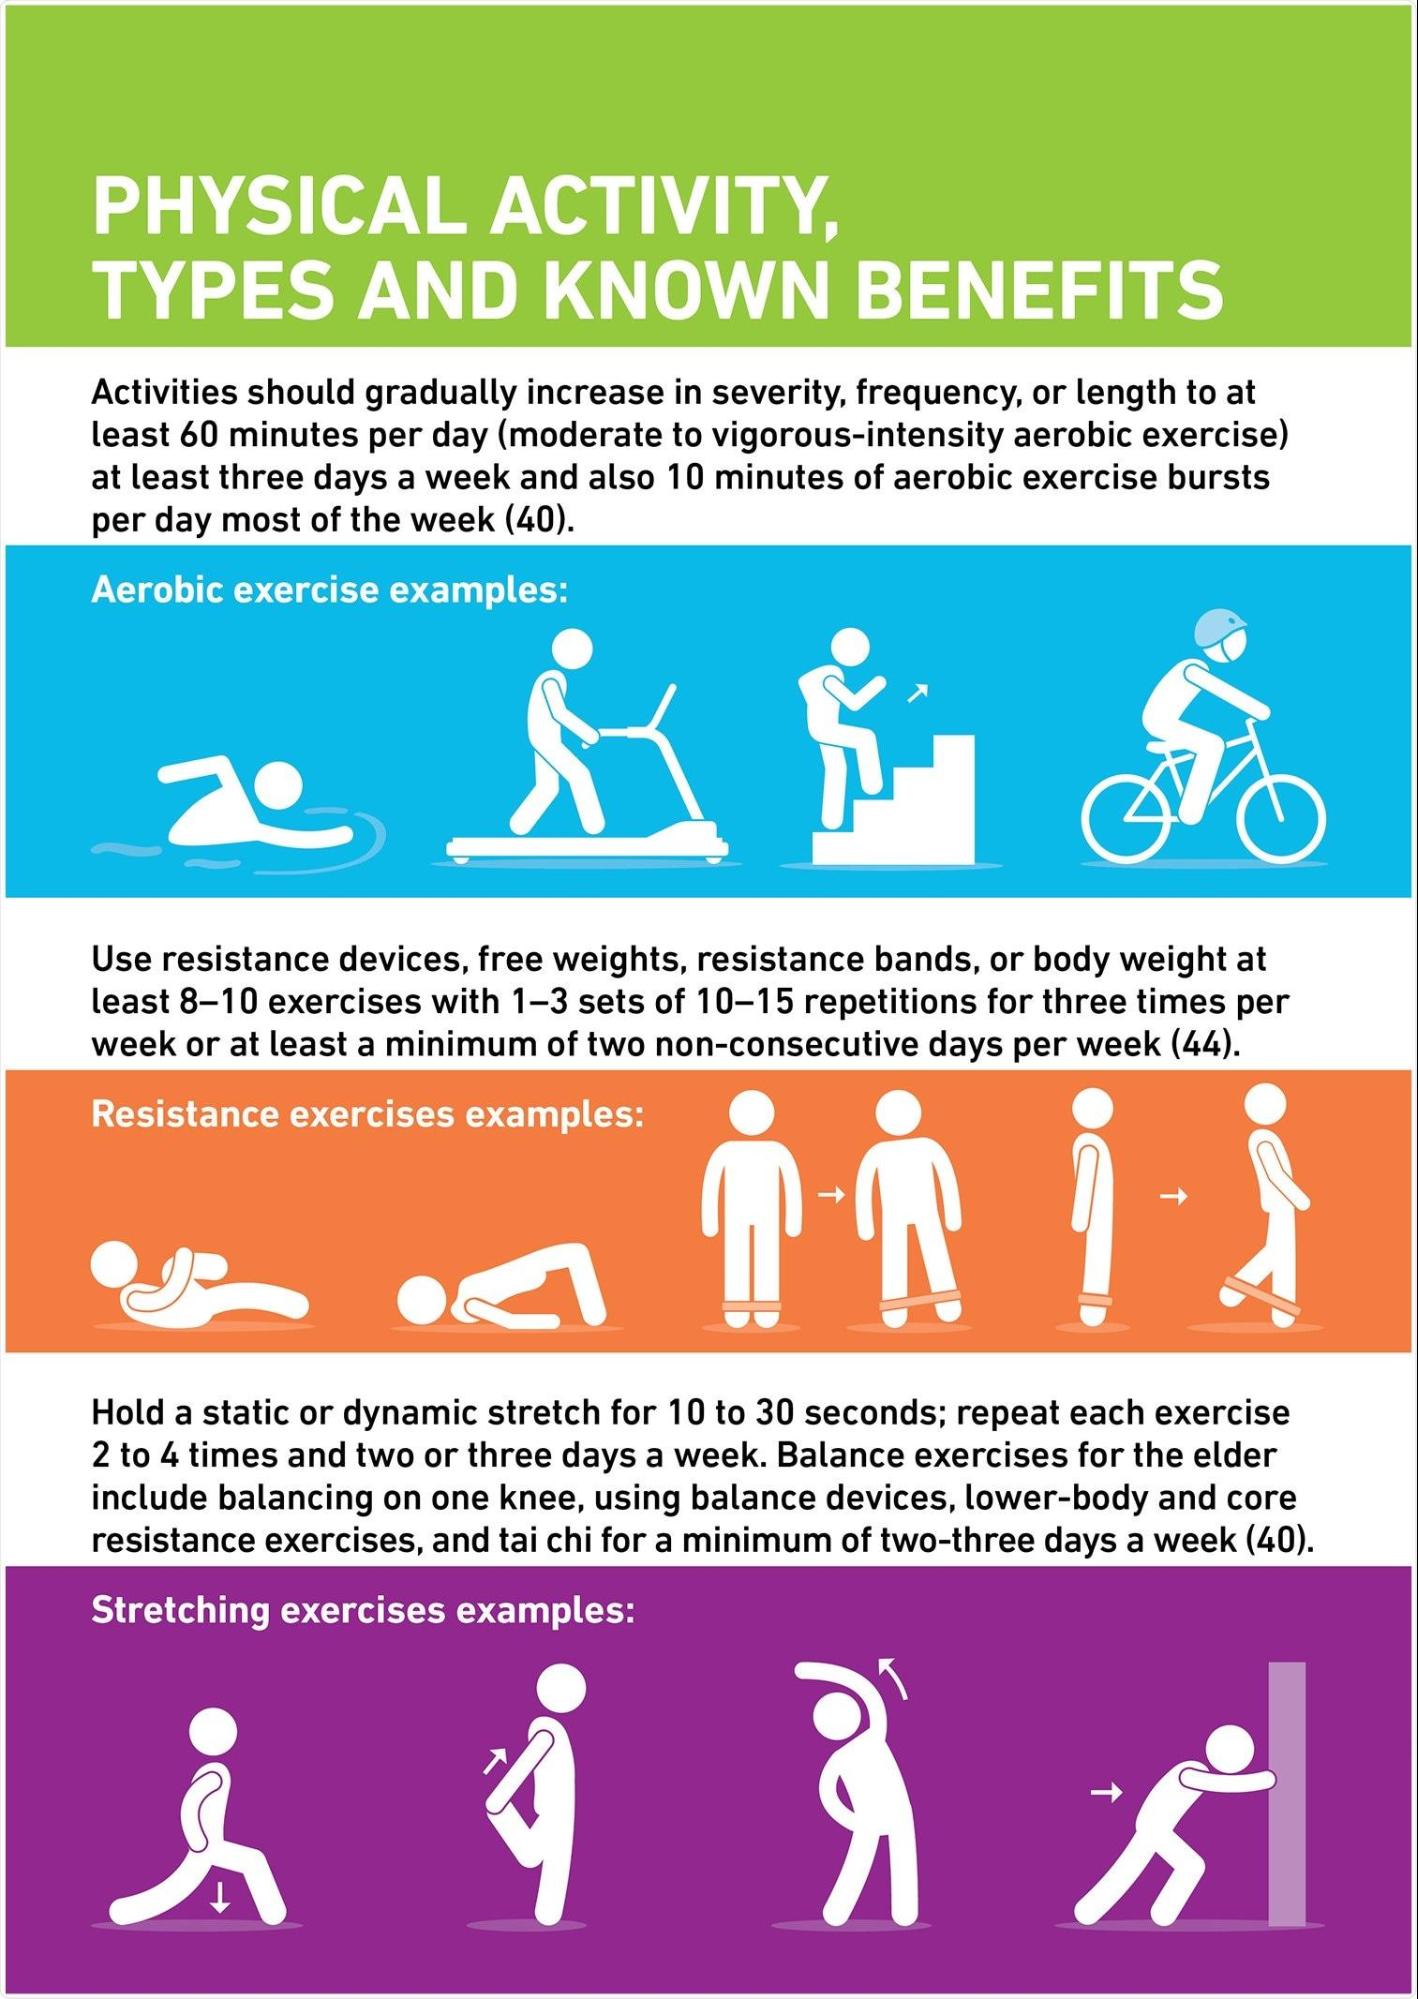 PHYSICAL ACTIVITY,
TYPES AND KNOWN BENEFITS
Activities should gradually increase in severity, frequency, or length to at
least 60 minutes per day (moderate to vigorous-intensity aerobic exercise)
at least three days a week and also 10 minutes of aerobic exercise bursts
per day most of the week (40).
Aerobic exercise examples:
Use resistance devices, free weights, resistance bands, or body weight at
least 8–10 exercises with 1–3 sets of 10–15 repetitions for three times per
week or at least a minimum of two non-consecutive days per week (44).
Resistance exercises examples:
Hold a static or dynamic stretch for 10 to 30 seconds; repeat each exercise
2 to 4 times and two or three days a week. Balance exercises for the elder
include balancing on one knee, using balance devices, lower-body and core
resistance exercises, and tai chi for a minimum of two-three days a week (40).
Stretching exercises examples: